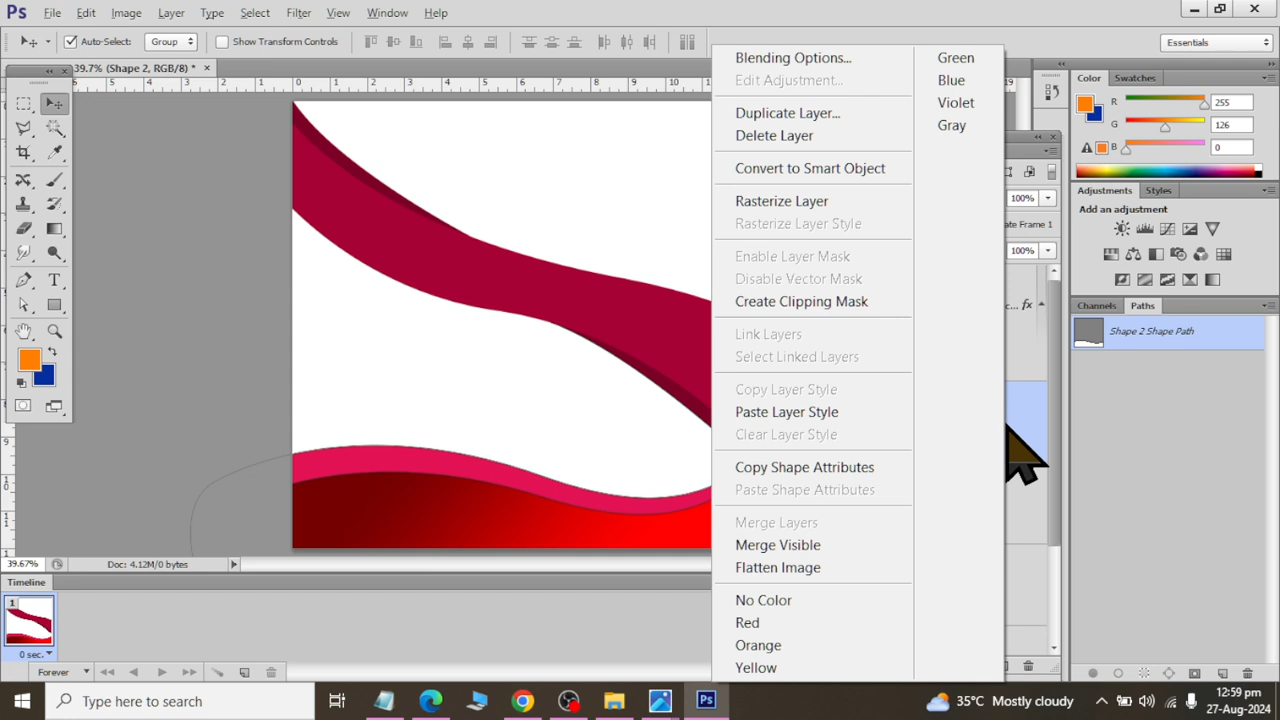 Ps File Edit Image Layer Type Select Filter View Window Help
Auto-Select: Group Show Transform Controls Essentials
39.7% (Shape 2, RGB/8) * ×
Blending Options...
Edit Adjustment...
Duplicate Layer...
Delete Layer
Convert to Smart Object
Rasterize Layer
Rasterize Layer Style
Enable Layer Mask
Disable Vector Mask
Create Clipping Mask
Link Layers
Select Linked Layers
Copy Layer Style
Paste Layer Style
Clear Layer Style
Copy Shape Attributes
Paste Shape Attributes
Merge Layers
Merge Visible
Flatten Image
No Color
Red
Orange
Yellow
Green
Blue
Violet
Gray
Color Swatches
R 255
G 126
B 0
Adjustments Styles
Add an adjustment
Channels Paths
Shape 2 Shape Path
100%
ate Frame 1
100%
fx
39.67% Doc: 4.12M/0 bytes
Timeline
1
0 sec.
Forever
Type here to search
Ps
35°C Mostly cloudy
12:59 pm
27-Aug-2024